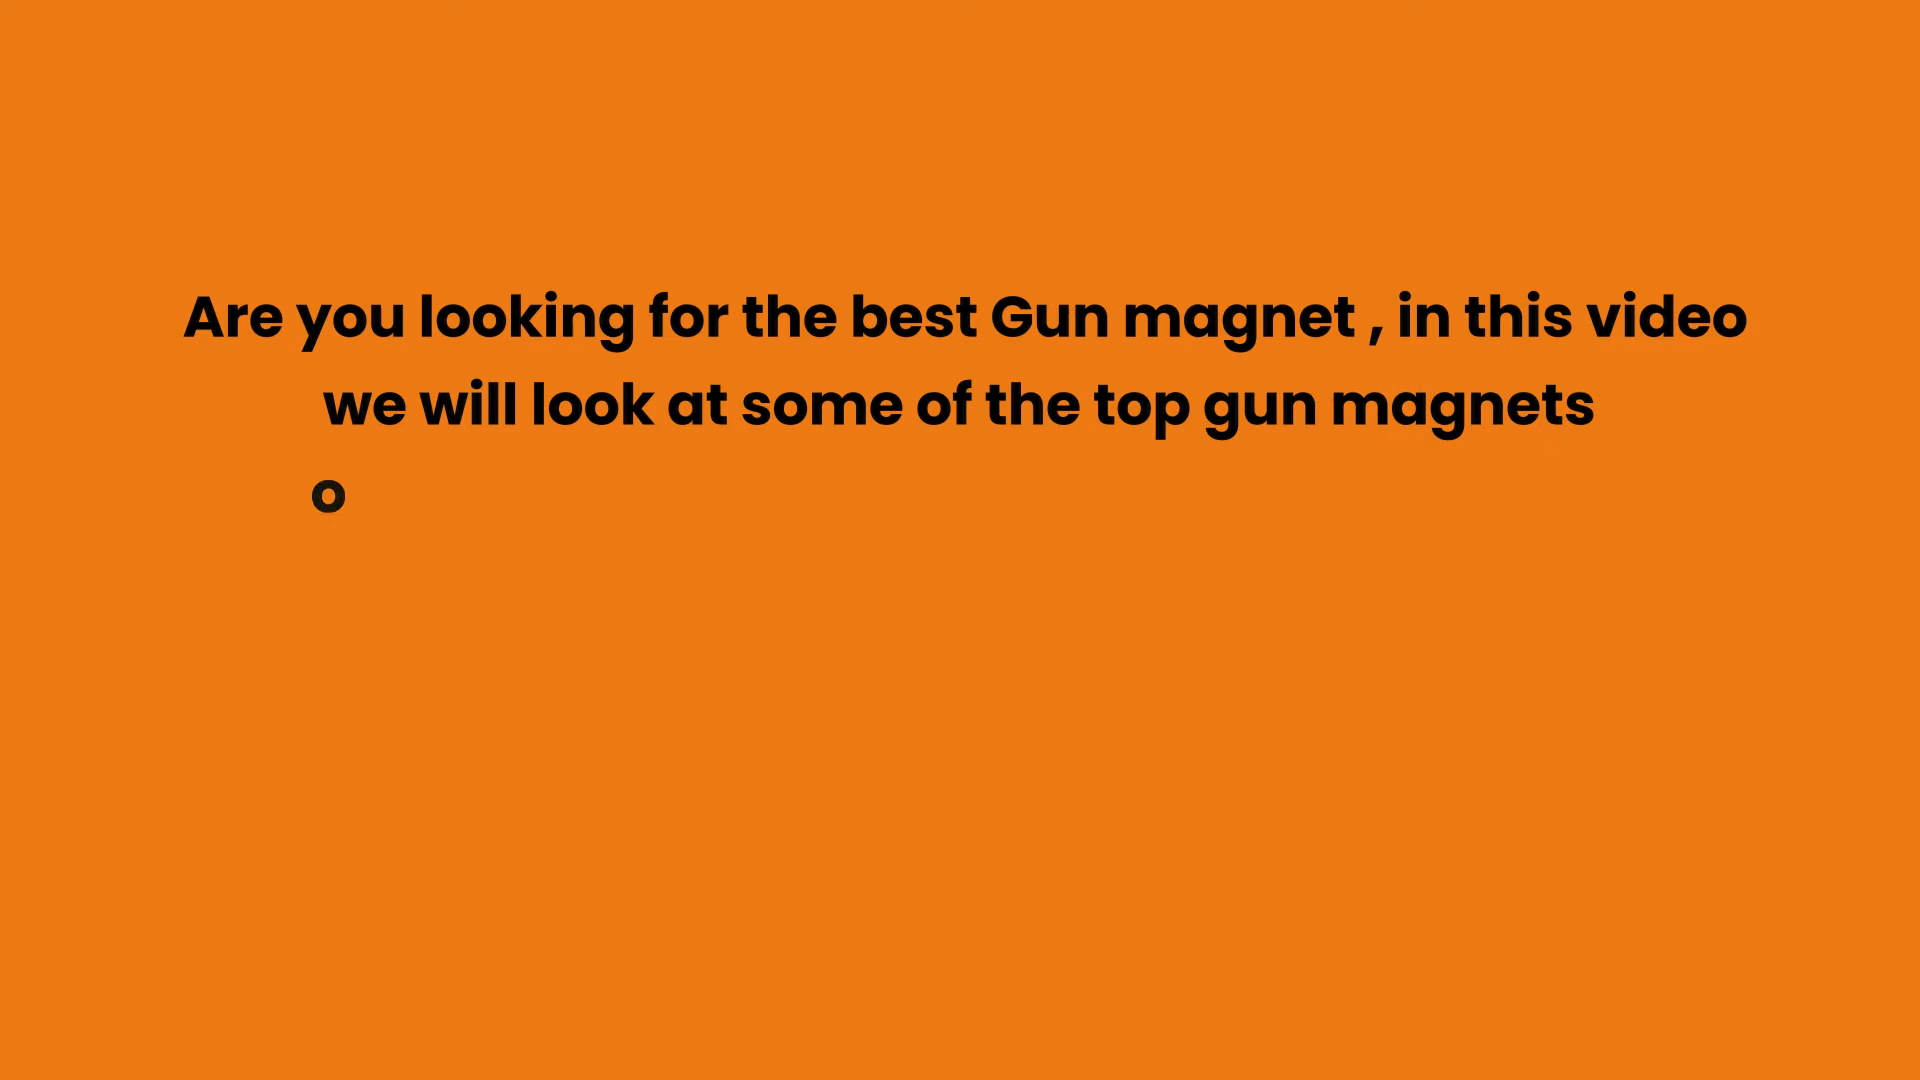 Are you looking for the best Gun magnet , in this video
we will look at some of the top gun magnets
o